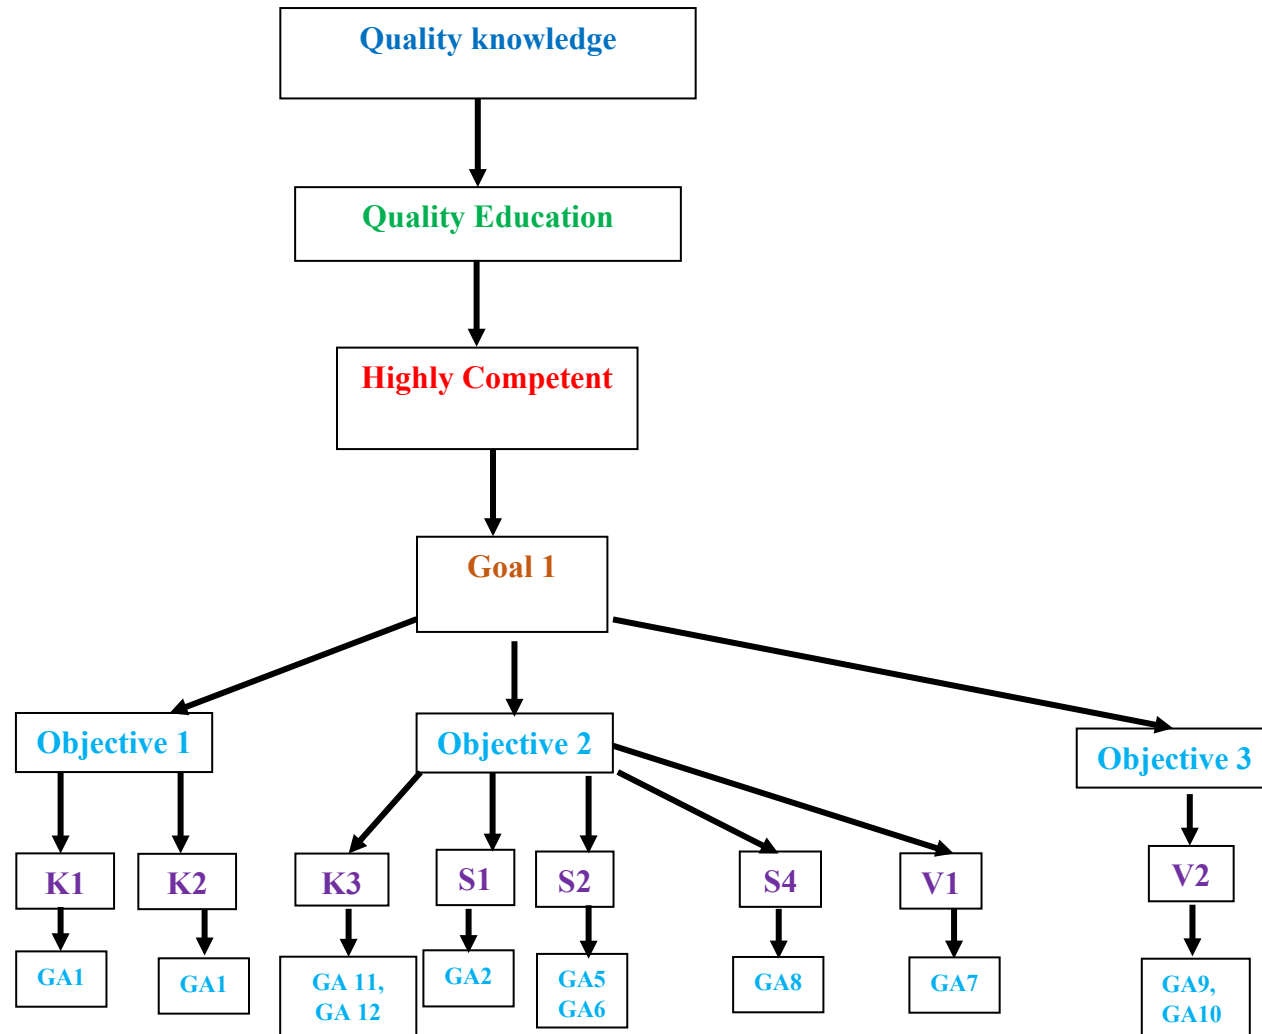 Quality knowledge
Quality Education
Highly Competent
Goal 1
Objective 1
Objective 2
Objective 3
K1
K2
K3
S1
S2
S4
V1
V2
GA1
GA1
GA 11,
GA 12
GA2
GA5
GA6
GA8
GA7
GA9,
GA10